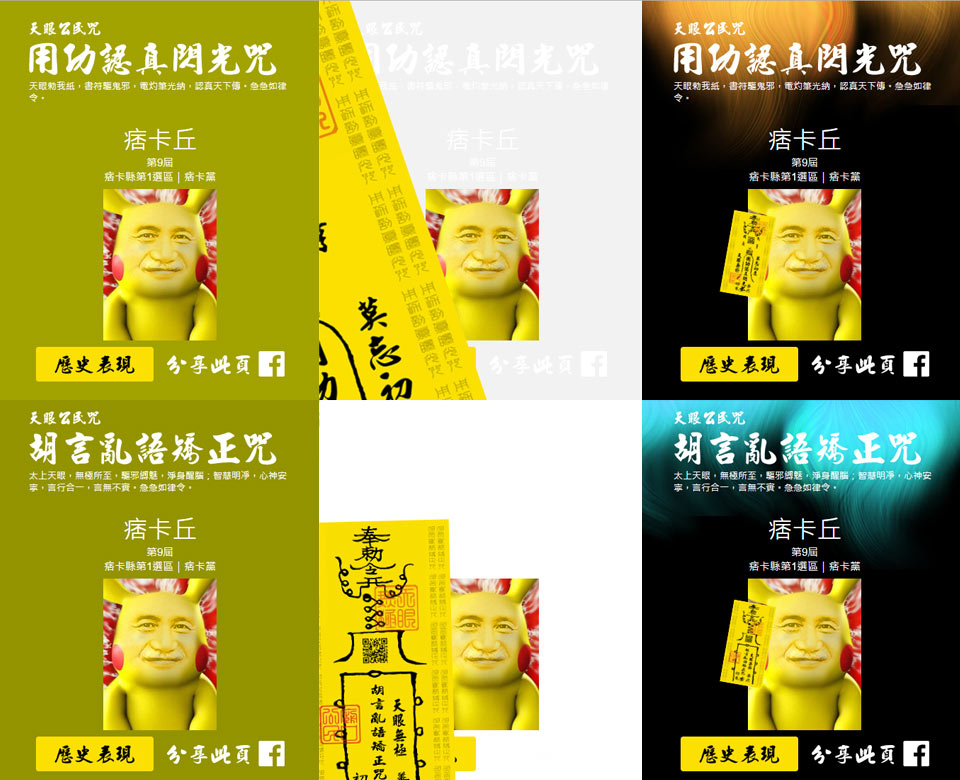 天眼公民咒
用功認真閃光咒
天眼勅我紙，書符驅鬼邪，電灼筆光納，認真天下傳。急急如律
令。
痞卡丘
第9屆
痞卡縣第1選區 | 痞卡黨
歷史表現
分享此頁
天眼公民咒
用功認真閃光咒
天眼勅我紙，書符驅鬼邪，電灼筆光納，認真天下傳。急急如律
痞卡丘
第9屆
痞卡縣第1選區 | 痞卡黨
莫忘初
分享此頁
天眼公民咒
用功認真閃光咒
天眼勅我紙，書符驅鬼邪，電灼筆光納，認真天下傳。急急如律
令。
痞卡丘
第9屆
痞卡縣第1選區 | 痞卡黨
歷史表現
分享此頁
天眼公民咒
胡言亂語矯正咒
太上天眼，無極所至，驅邪縛魅，淨身醒腦；智慧明凈，心神安
寧，言行合一，言無不實。急急如律令。
痞卡丘
第9屆
痞卡縣第1選區 | 痞卡黨
歷史表現
分享此頁
奉勅令
天眼無極
胡言亂語矯正咒
天眼公民咒
胡言亂語矯正咒
太上天眼，無極所至，驅邪縛魅，淨身醒腦；智慧明凈，心神安
寧，言行合一，言無不實。急急如律令。
痞卡丘
第9屆
痞卡縣第1選區 | 痞卡黨
歷史表現
分享此頁